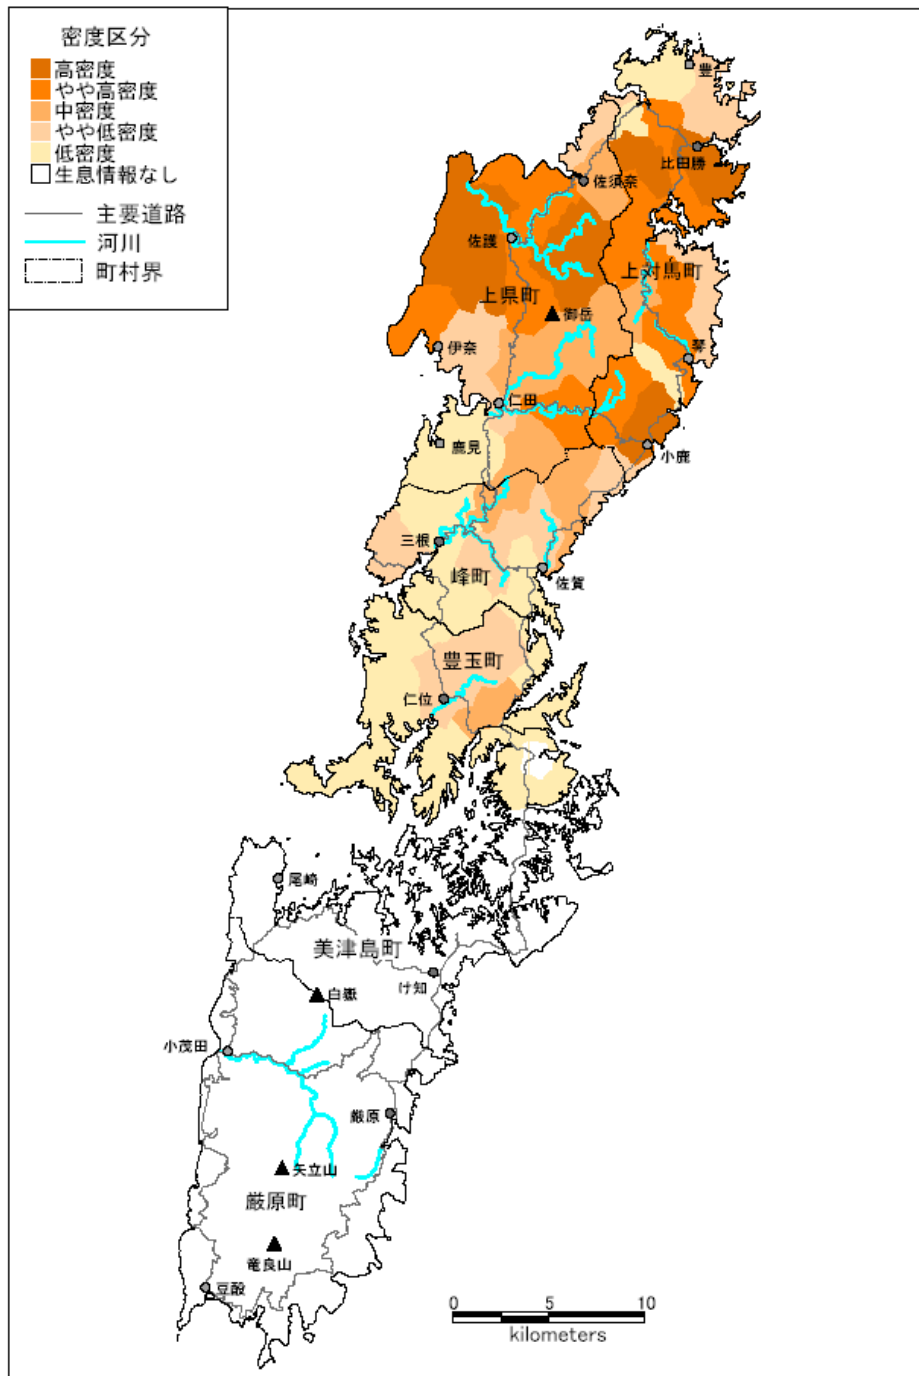 密度区分
高密度
やや高密度
中密度
やや低密度
低密度
生息情報なし
主要道路
河川
町村界
豊
比田勝
佐須奈
佐護
上対馬町
上県町
御岳
伊奈
琴
仁田
鹿見
小鹿
三根
峰町
佐賀
豊玉町
仁位
尾崎
美津島町
け知
白嶽
小茂田
厳原
矢立山
厳原町
竜良山
豆酘
0 5 10
kilometers